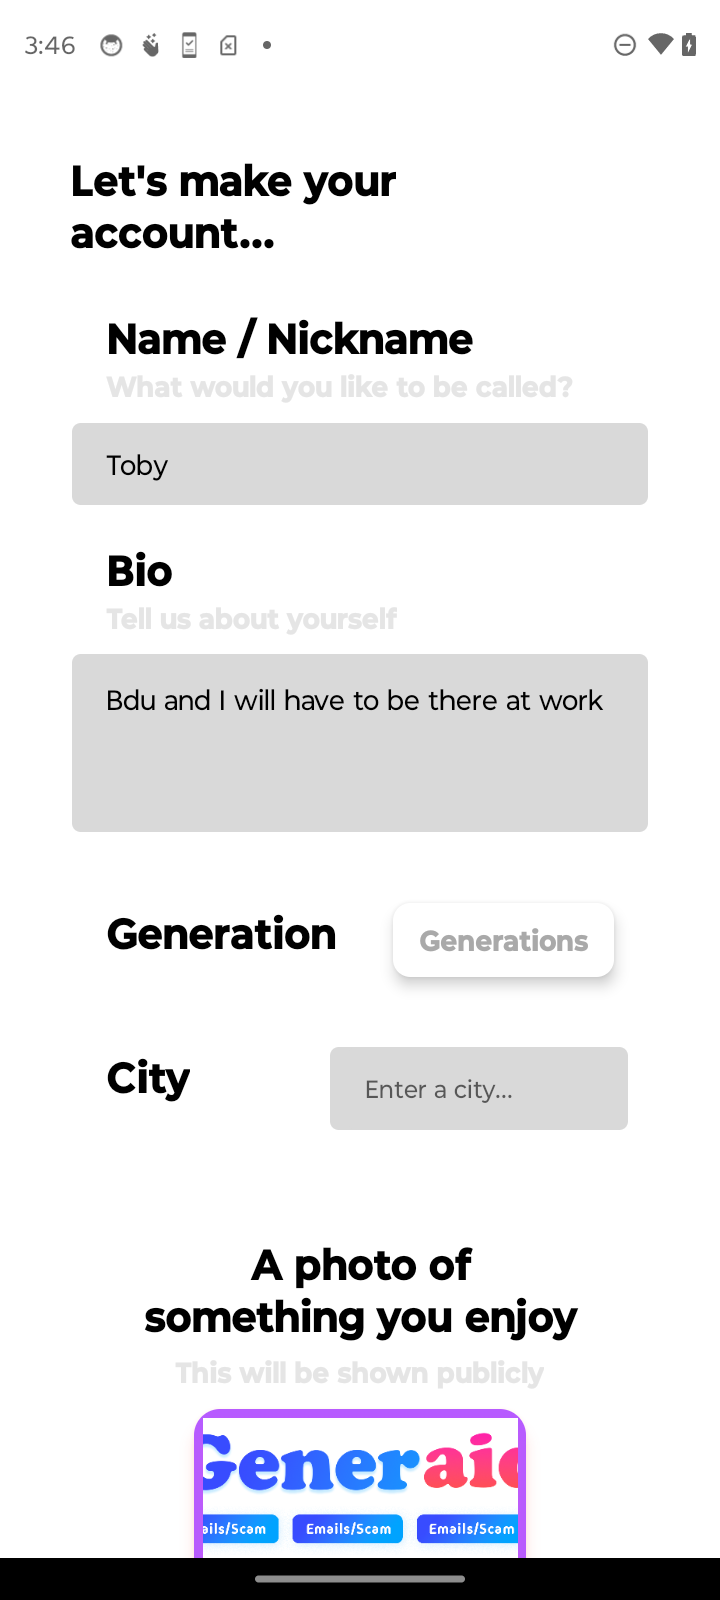 3:46
Let's make your
account...
Name / Nickname
What would you like to be called?
Toby
Bio
Tell us about yourself
Bdu and I will have to be there at work
Generation
Generations
City
Enter a city...
A photo of
something you enjoy
This will be shown publicly
Generaid
ails/Scam
Emails/Scam
Emails/Scam